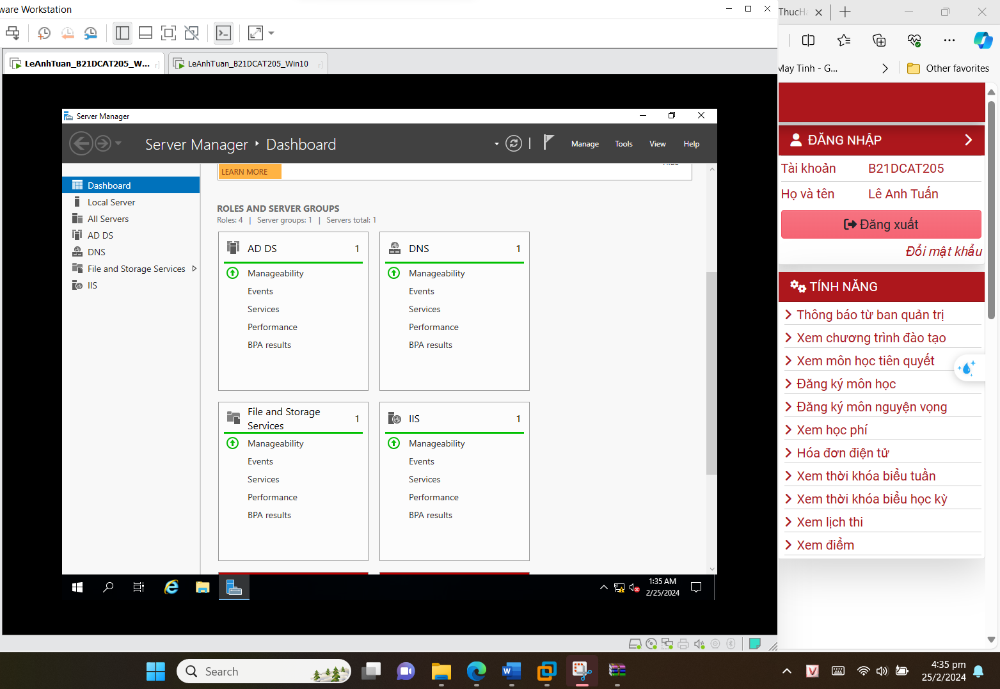 ware Workstation
LeAnhTuan_B21DCAT205_W...
LeAnhTuan_B21DCAT205_Win10
Server Manager
Server Manager
Dashboard
Manage
Tools
View
Help
LEARN MORE
Dashboard
Local Server
All Servers
AD DS
DNS
File and Storage Services
IIS
ROLES AND SERVER GROUPS
Roles: 4 | Server groups: 1 | Servers total: 1
AD DS 1
Manageability
Events
Services
Performance
BPA results
DNS 1
Manageability
Events
Services
Performance
BPA results
File and Storage
Services 1
Manageability
Events
Services
Performance
BPA results
IIS 1
Manageability
Events
Services
Performance
BPA results
1:35 AM
2/25/2024
ThucHa
May Tinh - G...
Other favorites
ĐĂNG NHẬP
Tài khoản B21DCAT205
Họ và tên Lê Anh Tuấn
Đăng xuất
Đổi mật khẩu
TÍNH NĂNG
Thông báo từ ban quản trị
Xem chương trình đào tạo
Xem môn học tiên quyết
Đăng ký môn học
Đăng ký môn nguyện vọng
Xem học phí
Hóa đơn điện tử
Xem thời khóa biểu tuần
Xem thời khóa biểu học kỳ
Xem lịch thi
Xem điểm
Search
4:35 pm
25/2/2024